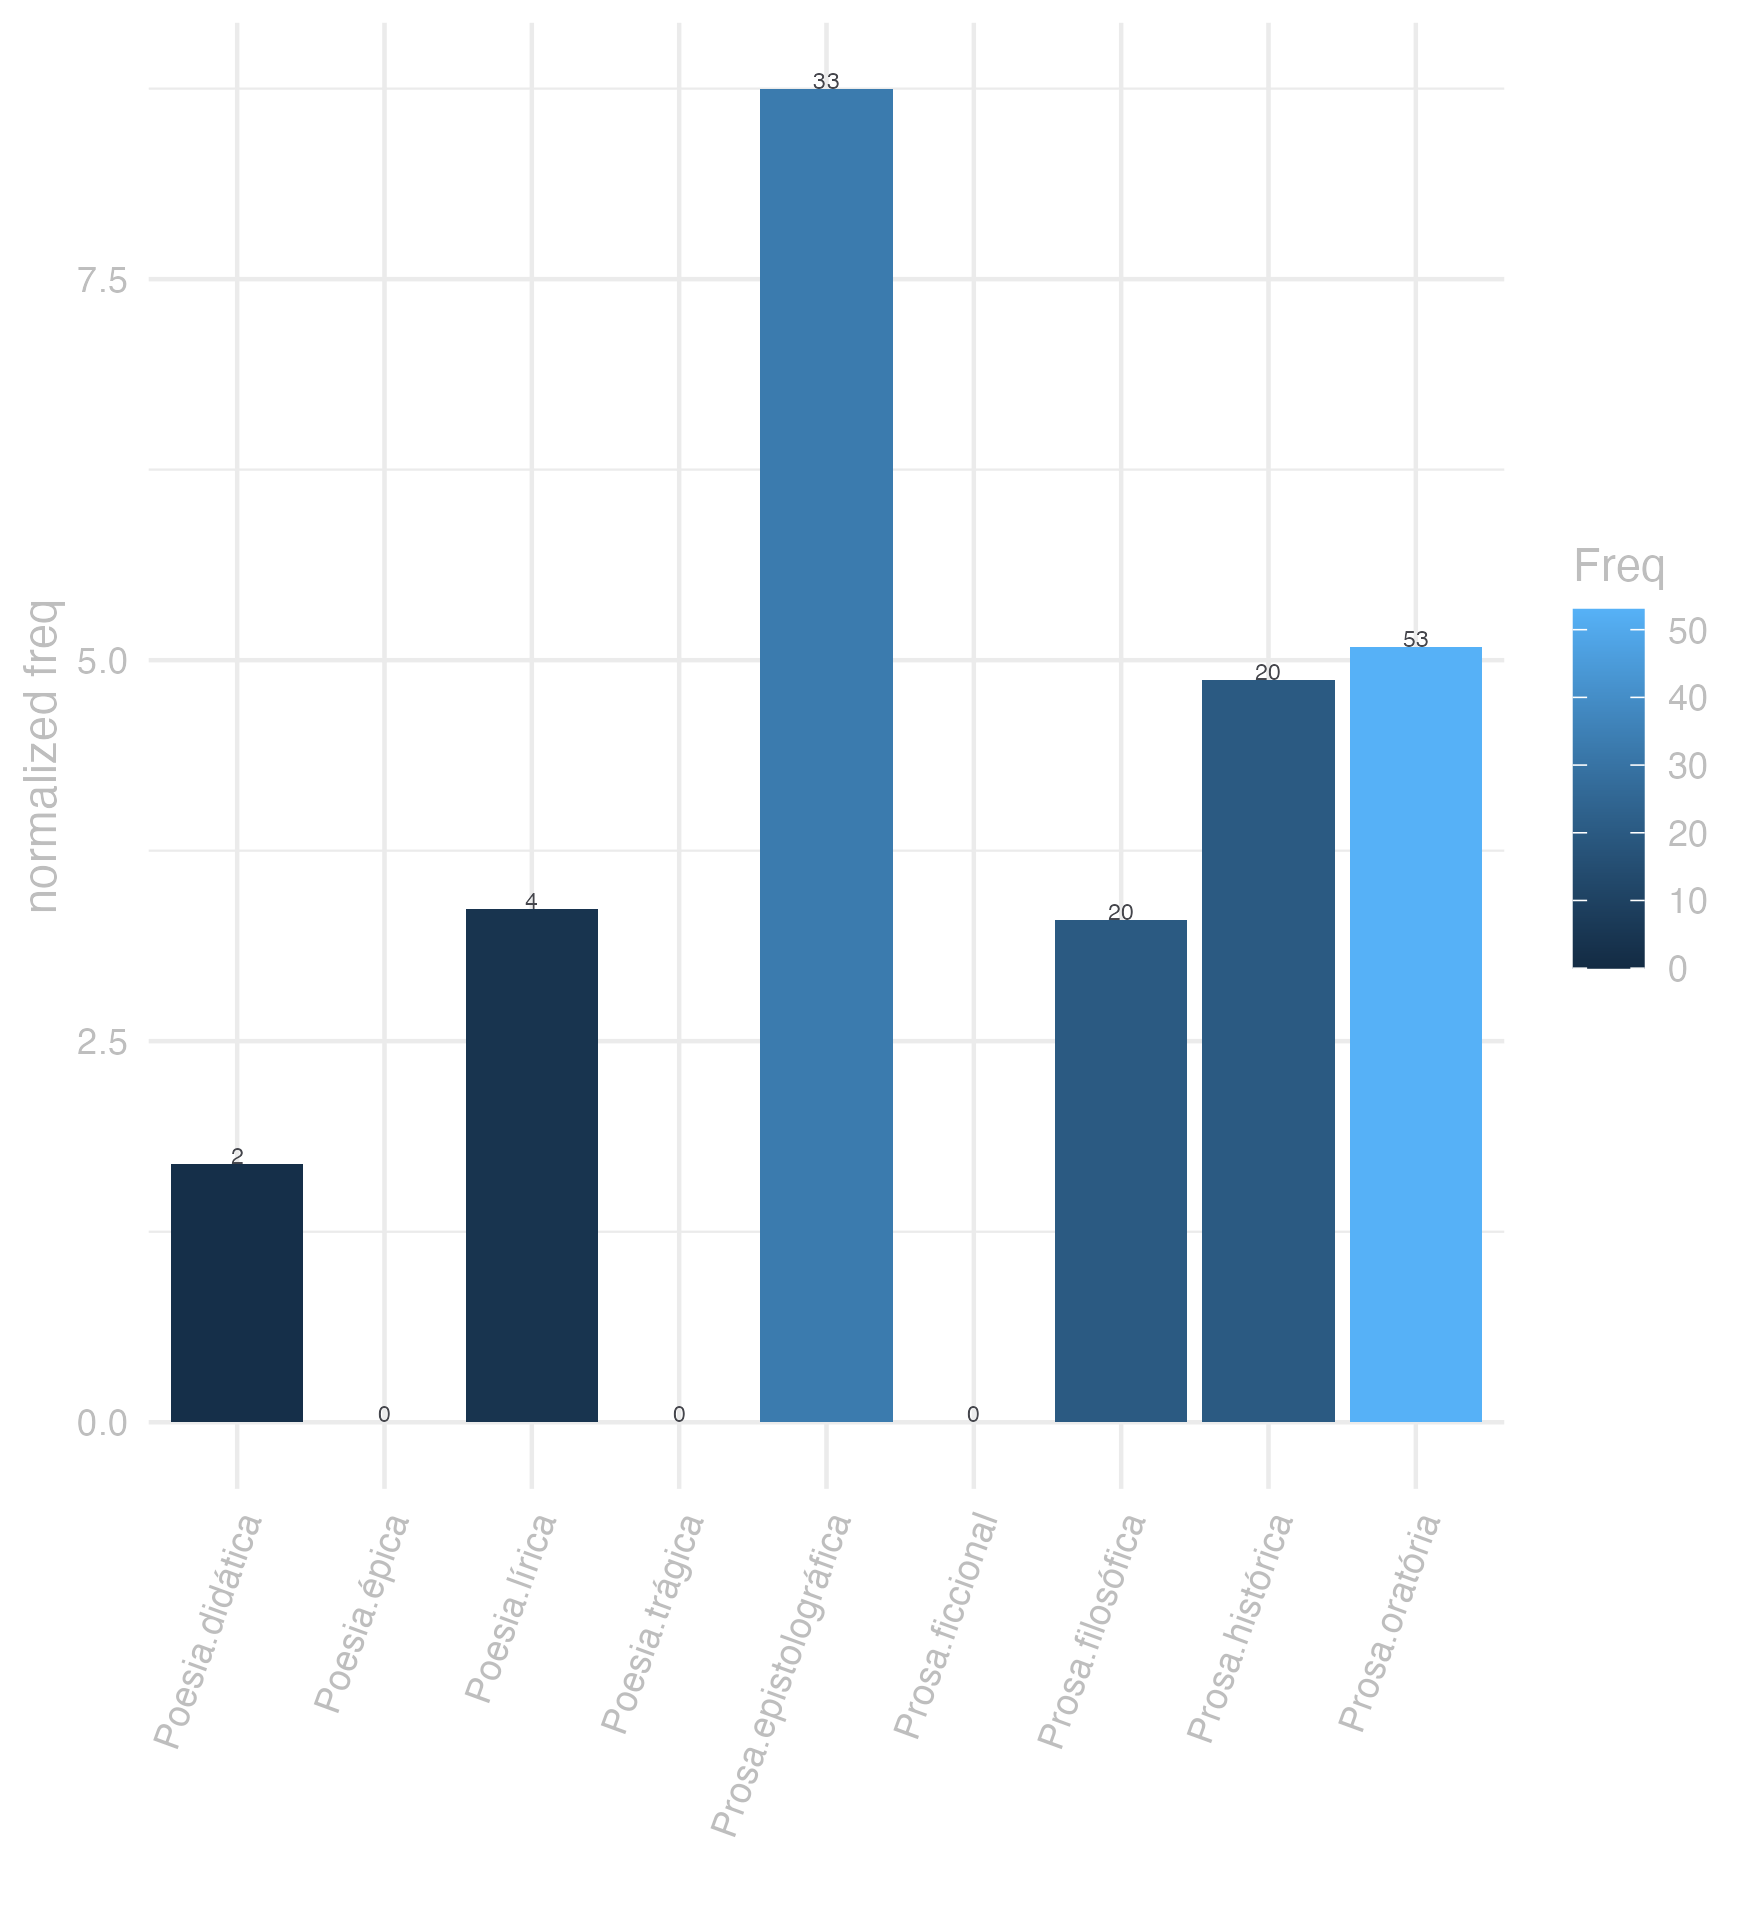 33
7.5
53
5.0
20
4
20
2.5
2
0
0
0
0.0
normalized freq
Poesia.didática
Poesia.épica
Poesia.lírica
Poesia.trágica
Prosa.epistolográfica
Prosa.ficcional
Prosa.filosófica
Prosa.histórica
Prosa.oratória
Freq
50
40
30
20
10
0